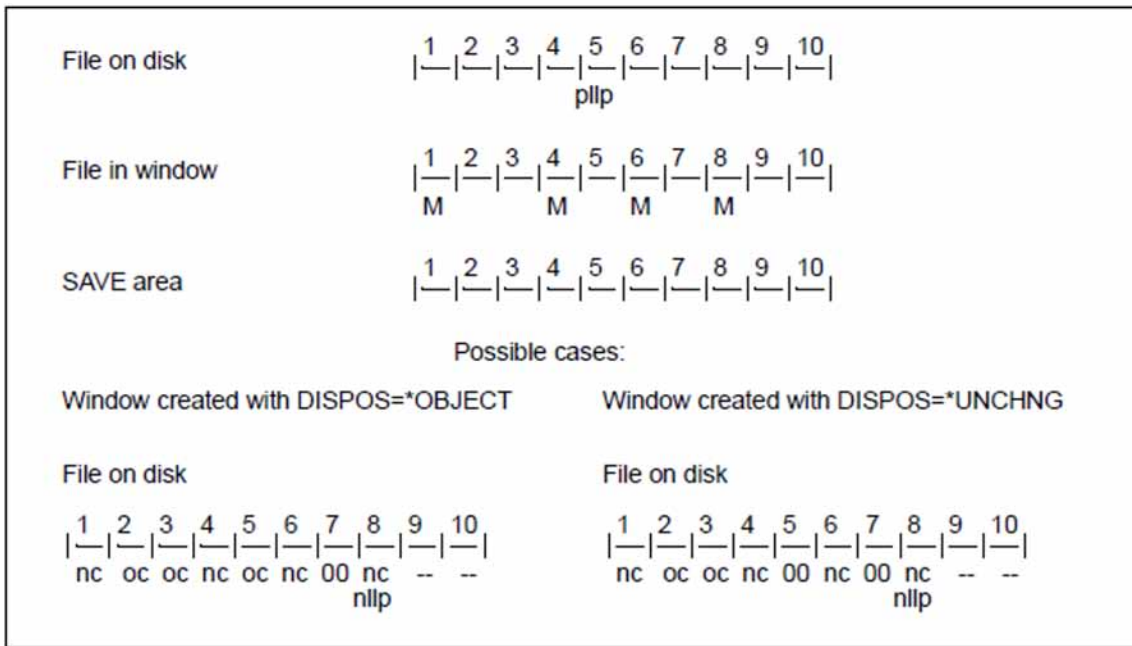 File on disk
1 2 3 4 5 6 7 8 9 10
pllp
File in window
1 2 3 4 5 6 7 8 9 10
M M M M
SAVE area
1 2 3 4 5 6 7 8 9 10
Possible cases:
Window created with DISPOS=*OBJECT
Window created with DISPOS=*UNCHNG
File on disk
File on disk
1 2 3 4 5 6 7 8 9 10
1 2 3 4 5 6 7 8 9 10
nc oc oc nc oc nc 00 nc -- --
nc oc oc nc 00 nc 00 nc -- --
nllp
nllp